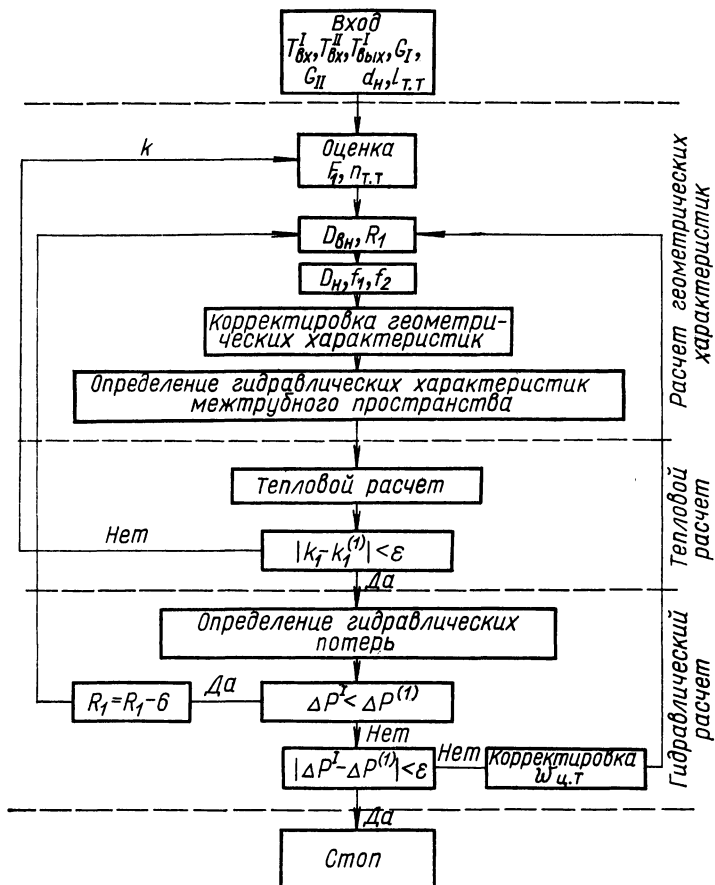 Вход
T^I_вх, T^II_вх, T^I_вых, G_I,
G_II d_н, l_т.т
k
Оценка
F_1, n_т.т
D_вн, R_1
D_н, f_1, f_2
Корректировка геометри-
ческих характеристик
Определение гидравлических характеристик
межтрубного пространства
Расчет геометрических
характеристик
Тепловой расчет
Нет
|k_1-k_1^(1)|<ε
Да
Тепловой
расчет
Определение гидравлических
потерь
R_1=R_1-б
Да
ΔP^I<ΔP^(1)
Нет
|ΔP^I-ΔP^(1)|<ε
Нет
Корректировка
W_ц.т
Гидравлический
расчет
Да
Стоп